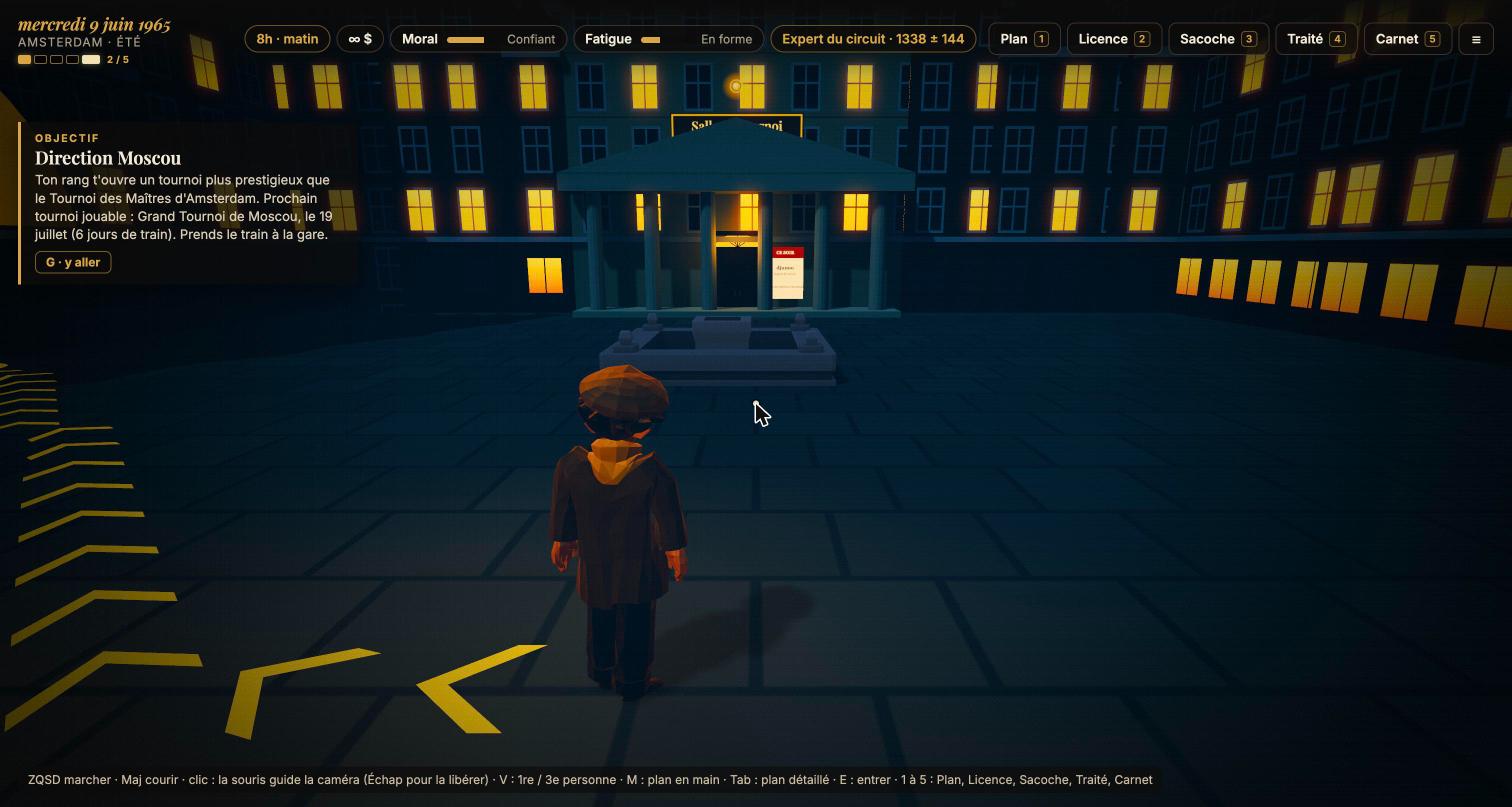 mercredi 9 juin 1965
AMSTERDAM · ÉTÉ
2 / 5
8h · matin
∞ $
Moral Confiant
Fatigue En forme
Expert du circuit · 1338 ± 144
Plan 1
Licence 2
Sacoche 3
Traité 4
Carnet 5
≡
OBJECTIF
Direction Moscou
Ton rang t'ouvre un tournoi plus prestigieux que
le Tournoi des Maîtres d'Amsterdam. Prochain
tournoi jouable : Grand Tournoi de Moscou, le 19
juillet (6 jours de train). Prends le train à la gare.
G · y aller
CE SOIR
ZQSD marcher · Maj courir · clic : la souris guide la caméra (Échap pour la libérer) · V : 1re / 3e personne · M : plan en main · Tab : plan détaillé · E : entrer · 1 à 5 : Plan, Licence, Sacoche, Traité, Carnet